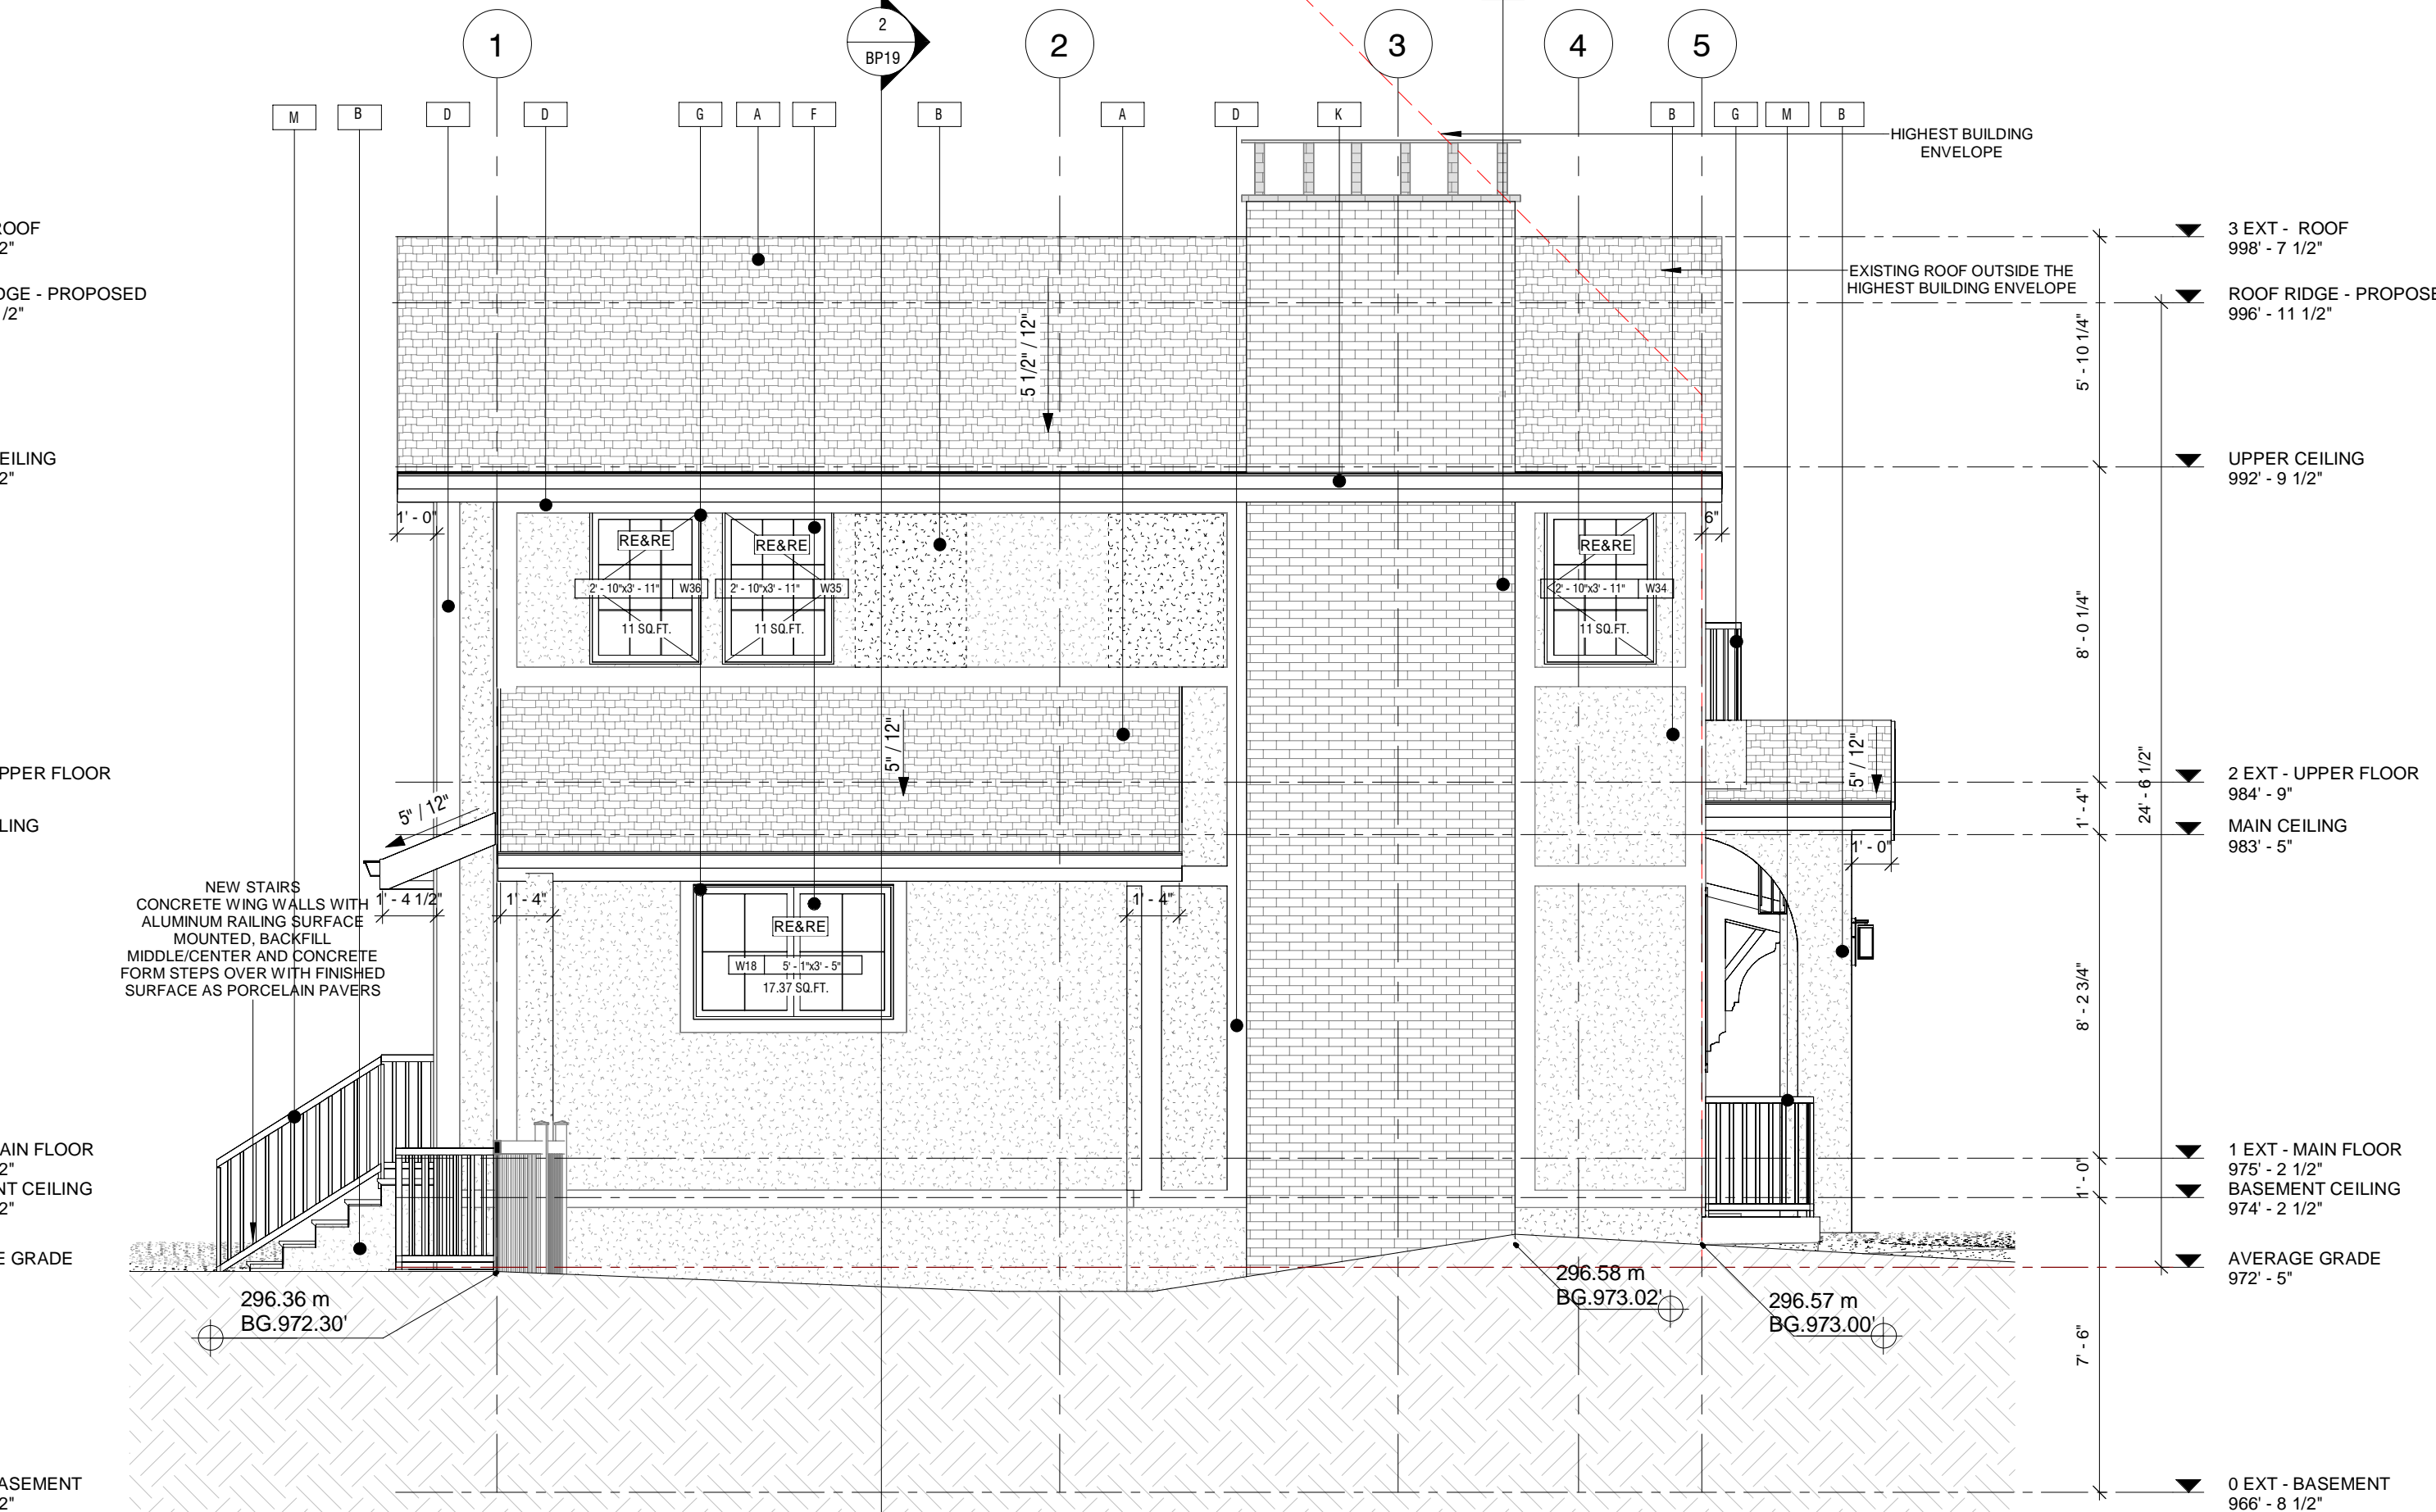 1
2
BP19
2
3
4
5
M
B
D
D
G
A
F
B
A
D
K
B
G
M
B
HIGHEST BUILDING
ENVELOPE
ROOF
2"
3 EXT -  ROOF
998' - 7 1/2"
EXISTING ROOF OUTSIDE THE
HIGHEST BUILDING ENVELOPE
DGE - PROPOSED
1/2"
ROOF RIDGE - PROPOSE
996' - 11 1/2"
5 1/2" / 12"
5' - 10 1/4"
EILING
2"
UPPER CEILING
992' - 9 1/2"
1' - 0"
6"
RE&RE
RE&RE
RE&RE
2' - 10"x3' - 11" W36
2' - 10"x3' - 11" W35
2' - 10"x3' - 11" W34
11 SQ.FT.
11 SQ.FT.
11 SQ.FT.
8' - 0 1/4"
5" / 12"
5" / 12"
5" / 12"
PPER FLOOR
2 EXT - UPPER FLOOR
984' - 9"
1' - 4"
24' - 6 1/2"
LING
MAIN CEILING
983' - 5"
1' - 0"
NEW STAIRS
CONCRETE WING WALLS WITH
ALUMINUM RAILING SURFACE
MOUNTED, BACKFILL
MIDDLE/CENTER AND CONCRETE
FORM STEPS OVER WITH FINISHED
SURFACE AS PORCELAIN PAVERS
1' - 4 1/2"
1' - 4"
1' - 4"
RE&RE
W18 5' - 1"x3' - 5"
17.37 SQ.FT.
8' - 2 3/4"
AIN FLOOR
2"
1 EXT - MAIN FLOOR
975' - 2 1/2"
1' - 0"
NT CEILING
2"
BASEMENT CEILING
974' - 2 1/2"
E GRADE
AVERAGE GRADE
972' - 5"
296.36 m
BG.972.30'
296.58 m
BG.973.02'
296.57 m
BG.973.00'
7' - 6"
ASEMENT
2"
0 EXT - BASEMENT
966' - 8 1/2"